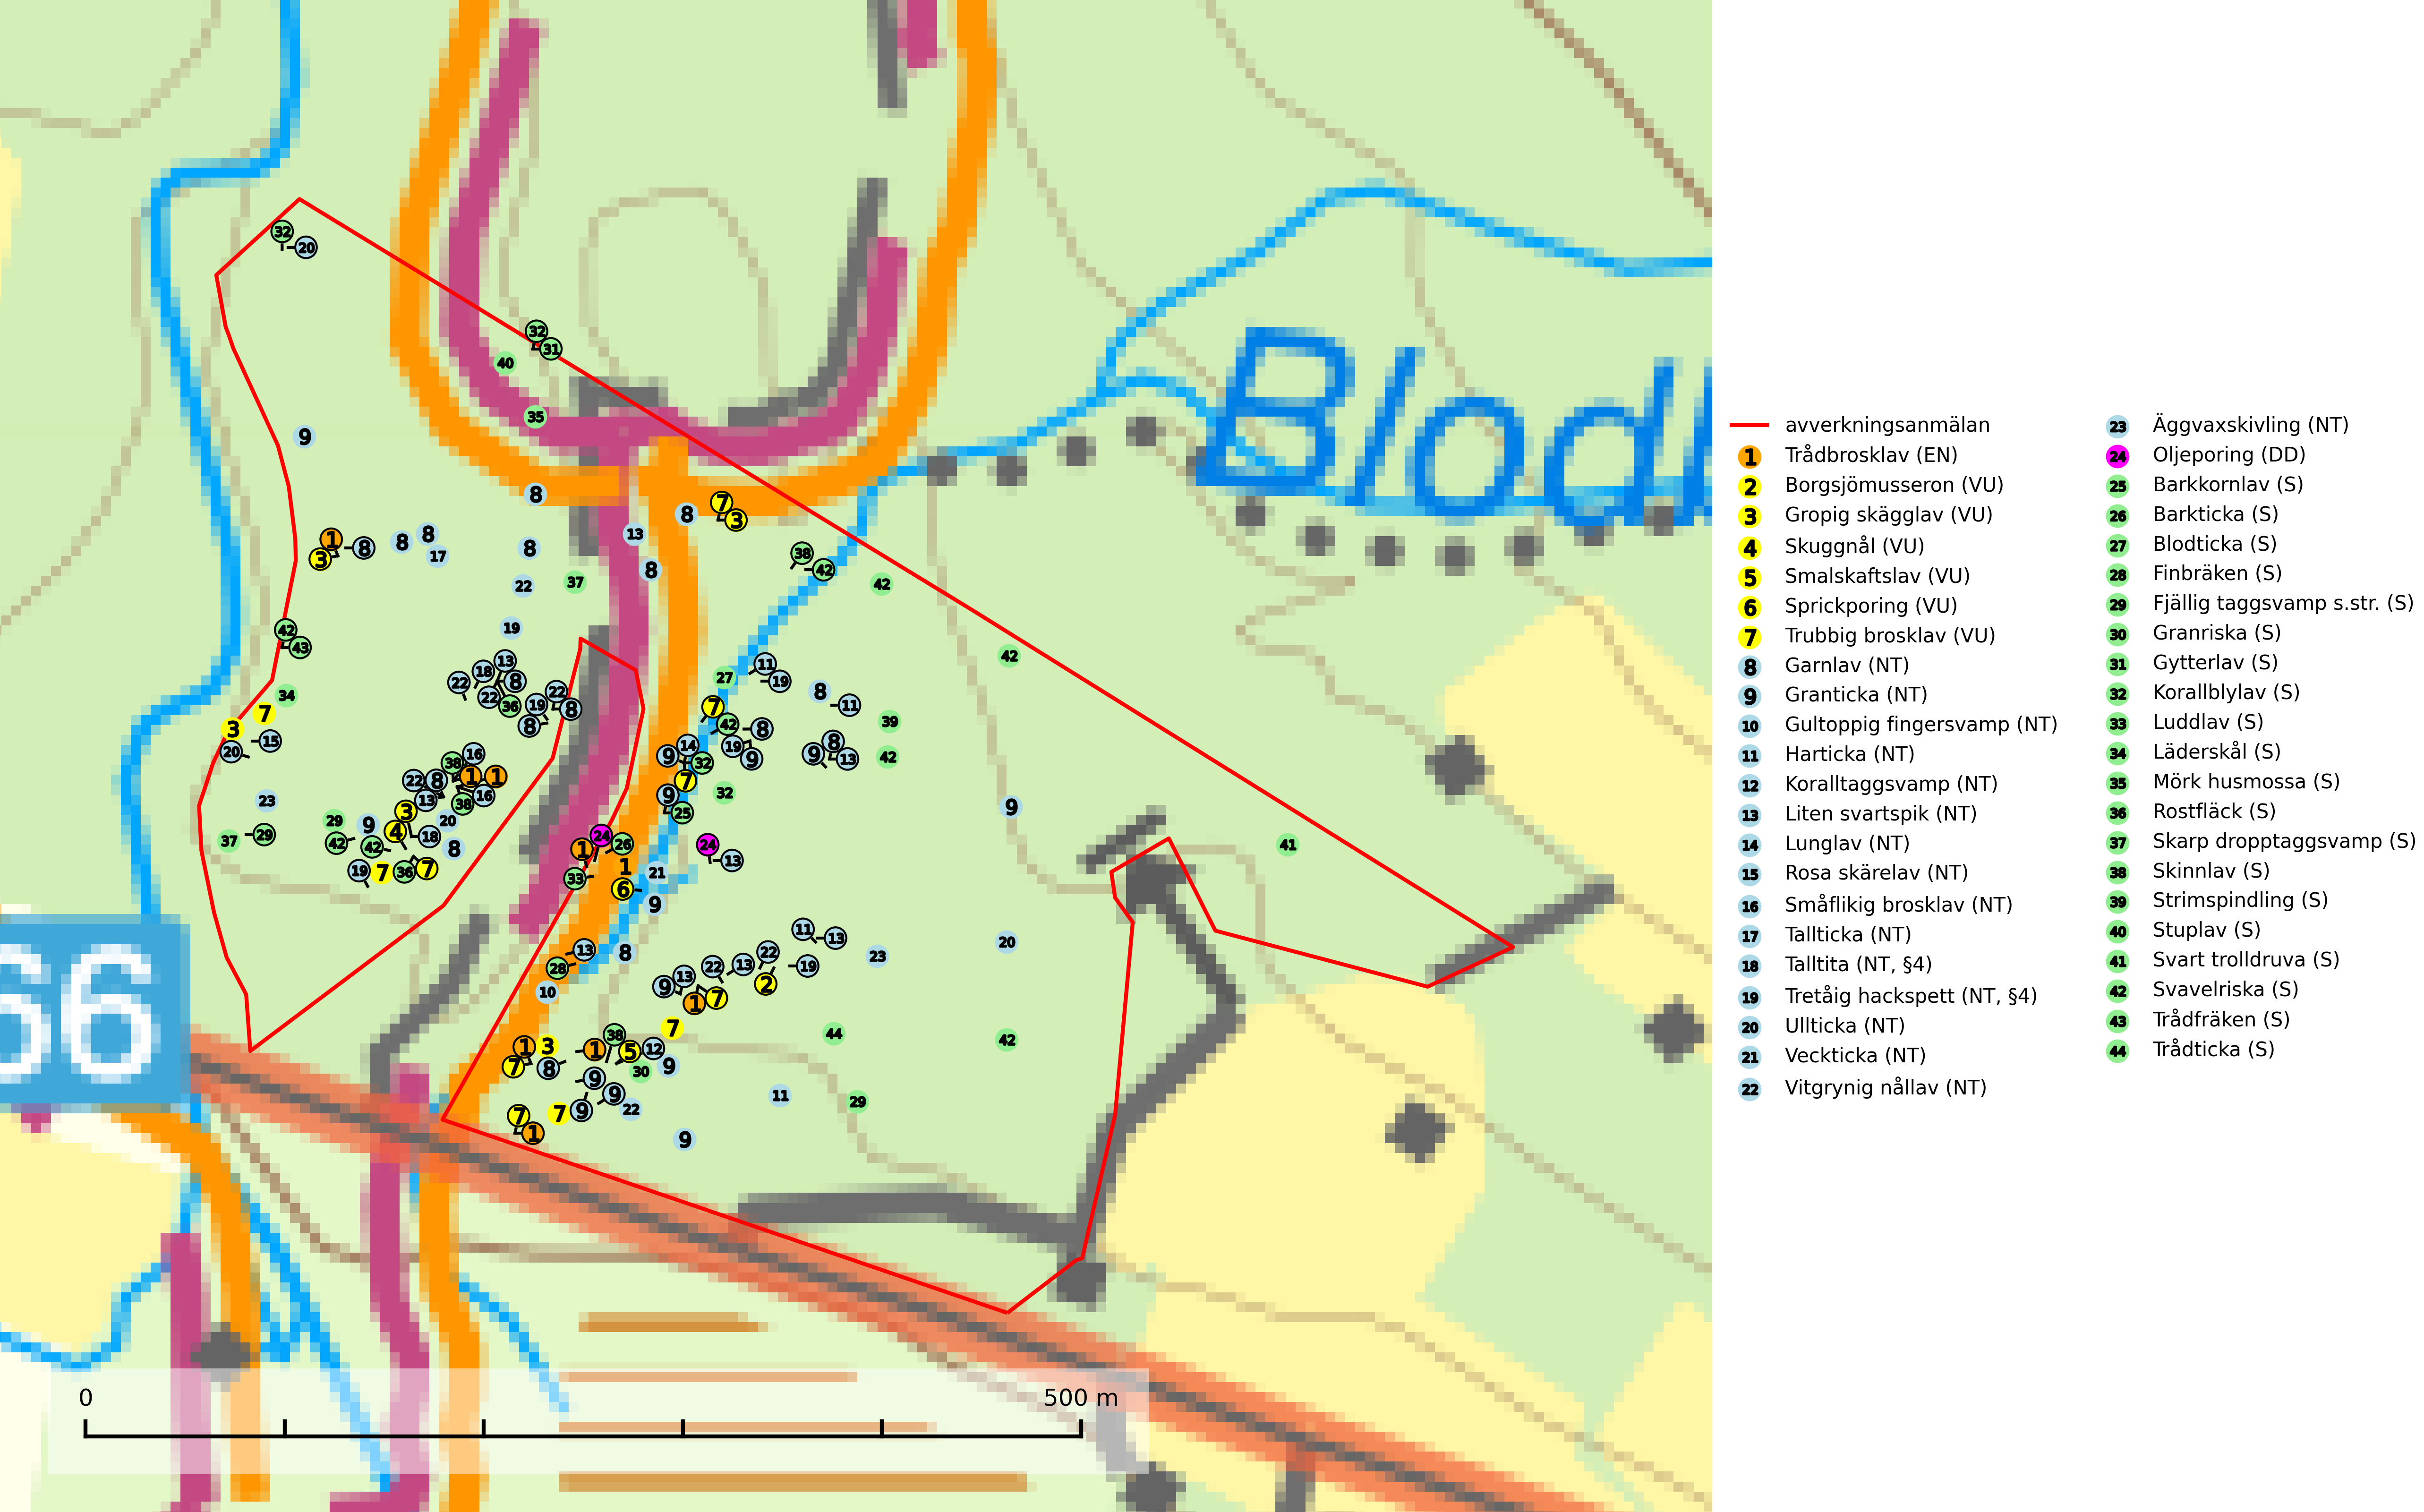 Blodl
66
0
500 m
avverkningsanmälan
1 Trådbrosklav (EN)
2 Borgsjömusseron (VU)
3 Gropig skägglav (VU)
4 Skuggnål (VU)
5 Smalskaftslav (VU)
6 Sprickporing (VU)
7 Trubbig brosklav (VU)
8 Garnlav (NT)
9 Granticka (NT)
10 Gultoppig fingersvamp (NT)
11 Harticka (NT)
12 Koralltaggsvamp (NT)
13 Liten svartspik (NT)
14 Lunglav (NT)
15 Rosa skärelav (NT)
16 Småflikig brosklav (NT)
17 Tallticka (NT)
18 Talltita (NT, §4)
19 Tretåig hackspett (NT, §4)
20 Ullticka (NT)
21 Veckticka (NT)
22 Vitgrynig nållav (NT)
23 Äggvaxskivling (NT)
24 Oljeporing (DD)
25 Barkkornlav (S)
26 Barkticka (S)
27 Blodticka (S)
28 Finbräken (S)
29 Fjällig taggsvamp s.str. (S)
30 Granriska (S)
31 Gytterlav (S)
32 Korallblylav (S)
33 Luddlav (S)
34 Läderskål (S)
35 Mörk husmossa (S)
36 Rostfläck (S)
37 Skarp dropptaggsvamp (S)
38 Skinnlav (S)
39 Strimspindling (S)
40 Stuplav (S)
41 Svart trolldruva (S)
42 Svavelriska (S)
43 Trådfräken (S)
44 Trådticka (S)